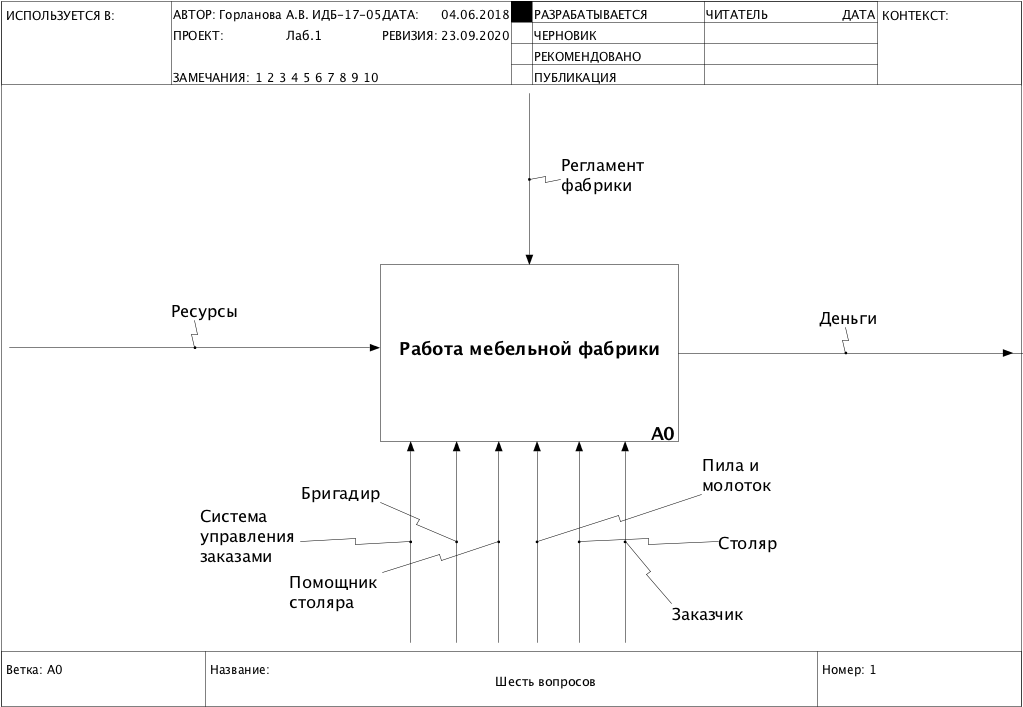 ИСПОЛЬЗУЕТСЯ В:
АВТОР: Горланова А.В. ИДБ-17-05ДАТА: 04.06.2018
РАЗРАБАТЫВАЕТСЯ
ЧИТАТЕЛЬ ДАТА
КОНТЕКСТ:
ПРОЕКТ: Лаб.1 РЕВИЗИЯ: 23.09.2020
ЧЕРНОВИК
РЕКОМЕНДОВАНО
ЗАМЕЧАНИЯ: 1 2 3 4 5 6 7 8 9 10
ПУБЛИКАЦИЯ
Регламент
фабрики
Ресурсы
Деньги
Работа мебельной фабрики
A0
Пила и
молоток
Бригадир
Система
управления
заказами
Столяр
Помощник
столяра
Заказчик
Ветка: A0
Название:
Шесть вопросов
Номер: 1